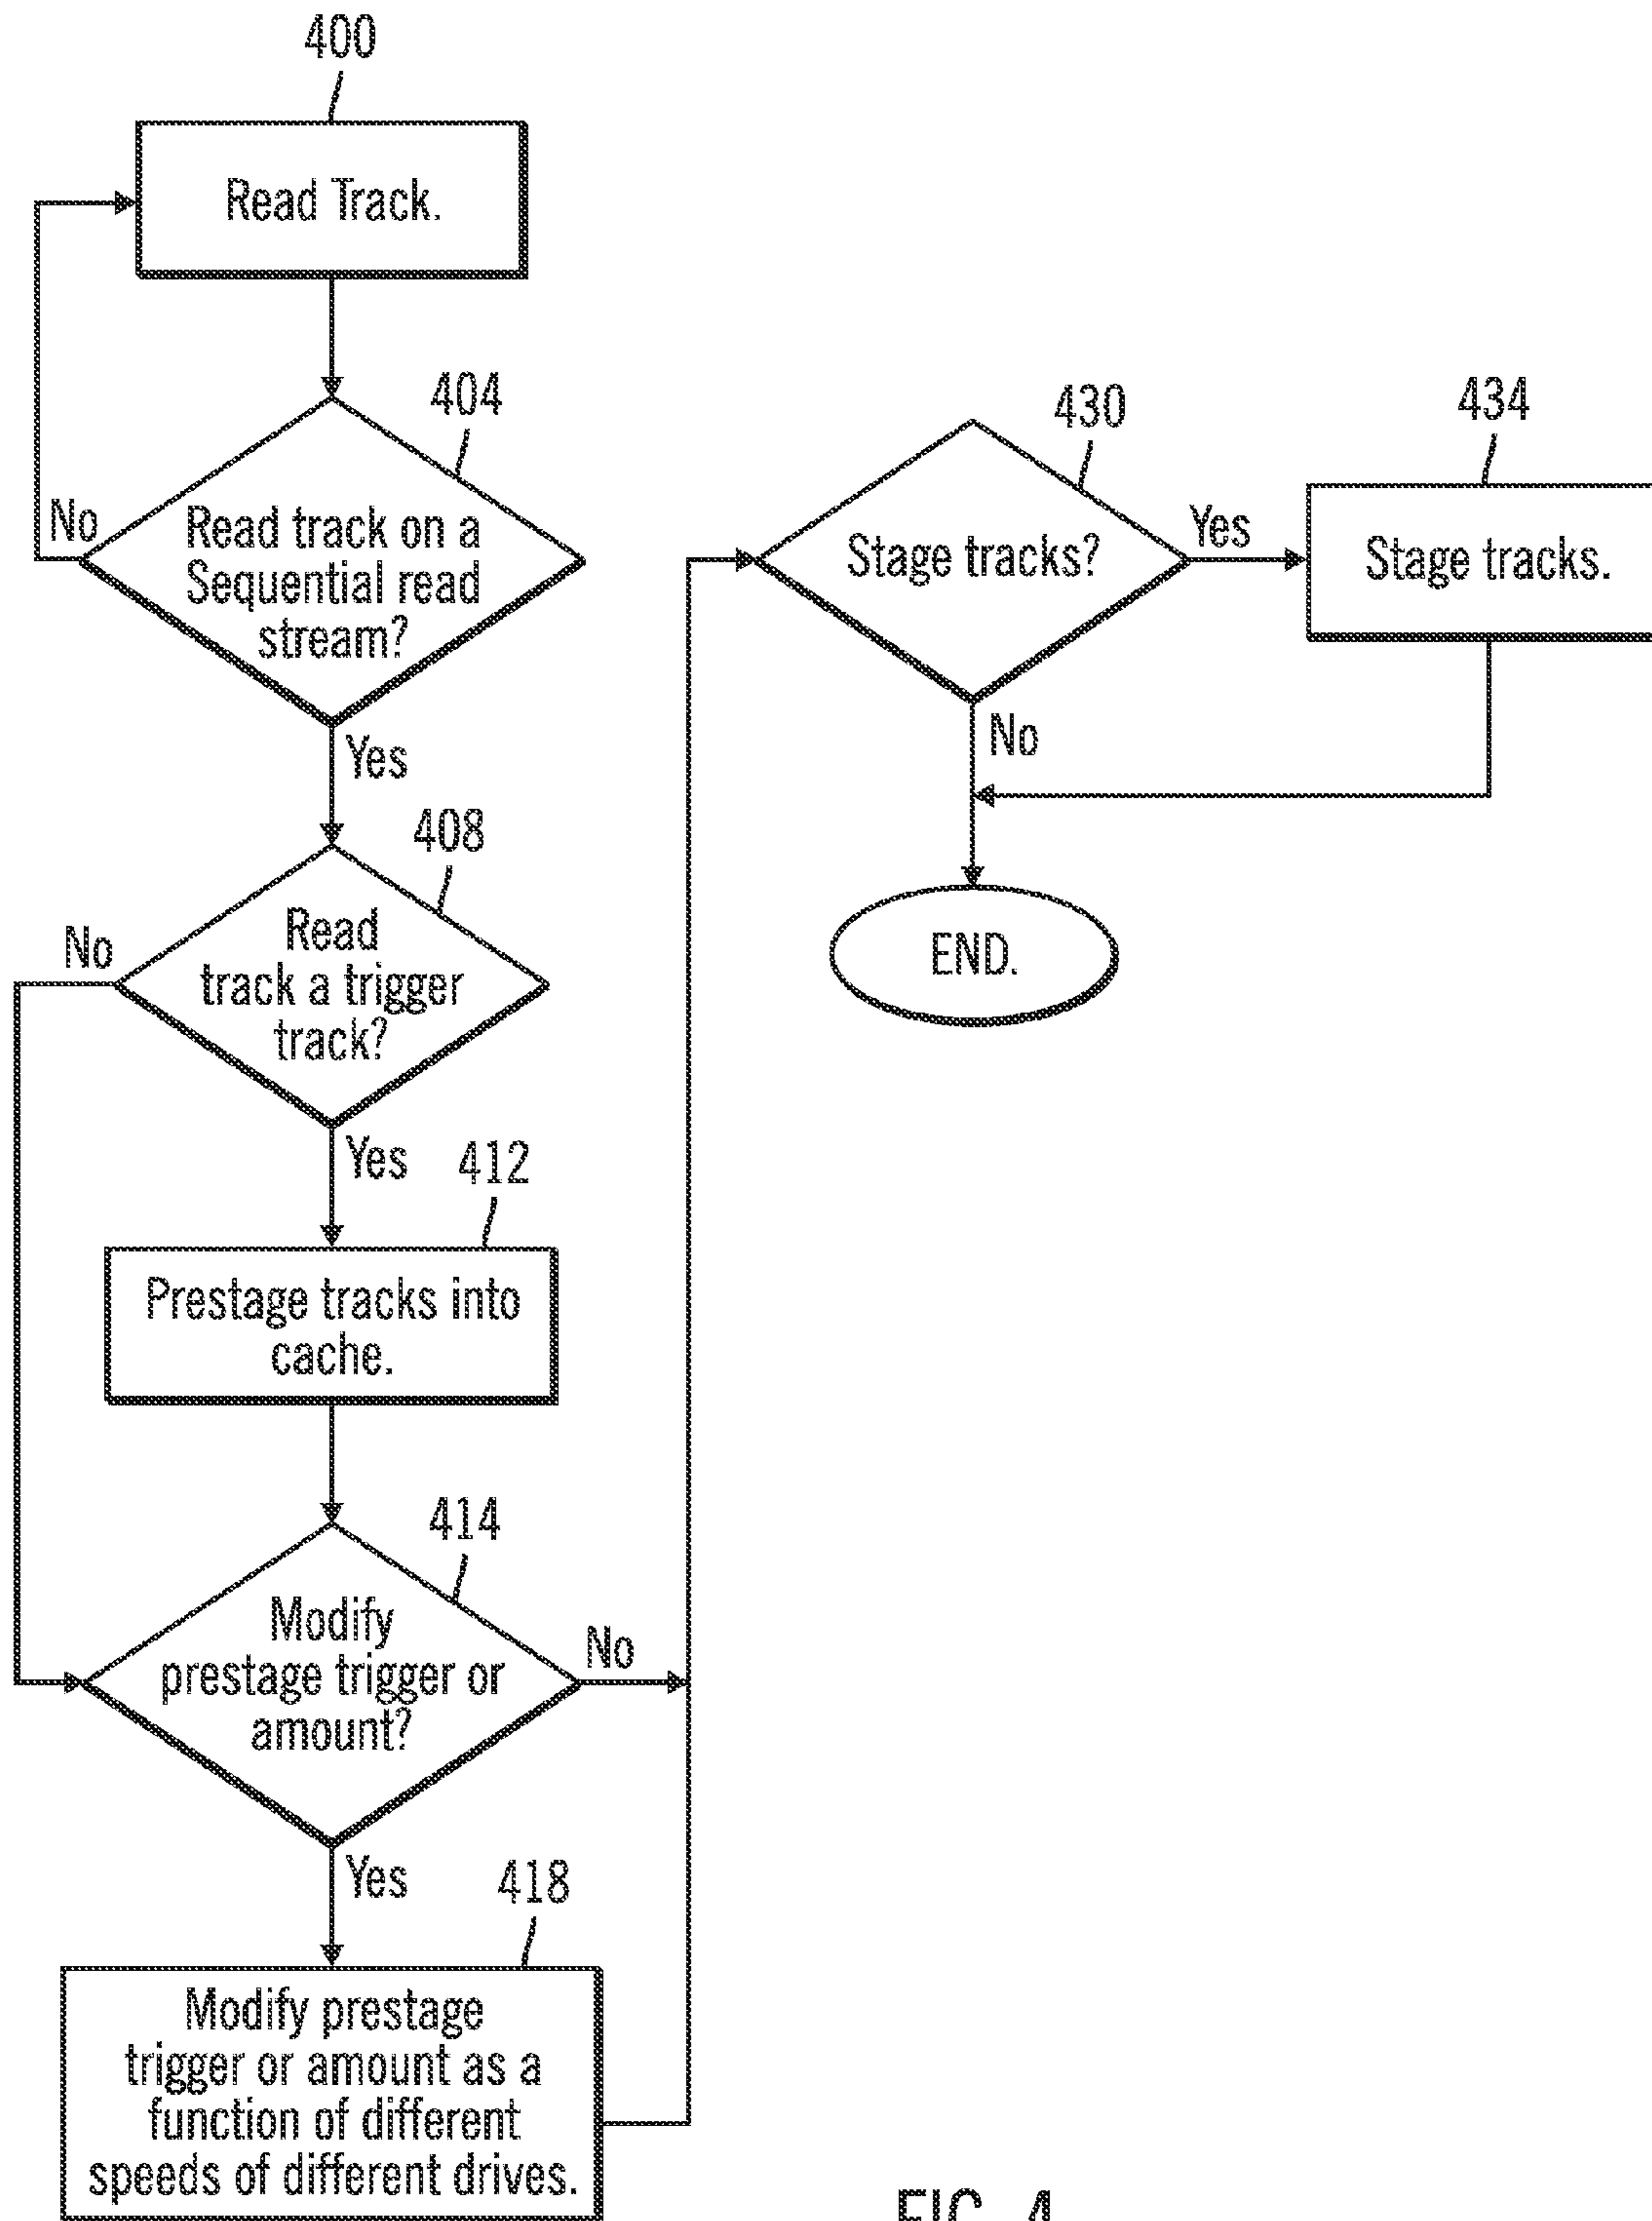 400
Read Track.
404
No
Read track on a
Sequential read
stream?
Yes
408
No
Read
track a trigger
track?
Yes
412
Prestage tracks into
cache.
414
Modify
prestage trigger or
amount?
No
Yes
418
Modify prestage
trigger or amount as a
function of different
speeds of different drives.
430
Stage tracks?
Yes
434
Stage tracks.
No
END.
FIG. 4